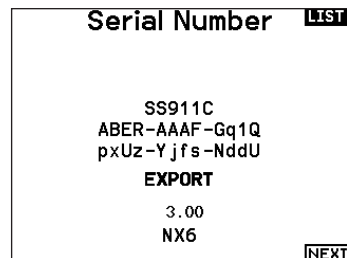 Serial Number LIST
SS911C
ABER-AAAF-Gq1Q
pxUz-Yjfs-NddU
EXPORT
3.00
NX6
NEXT